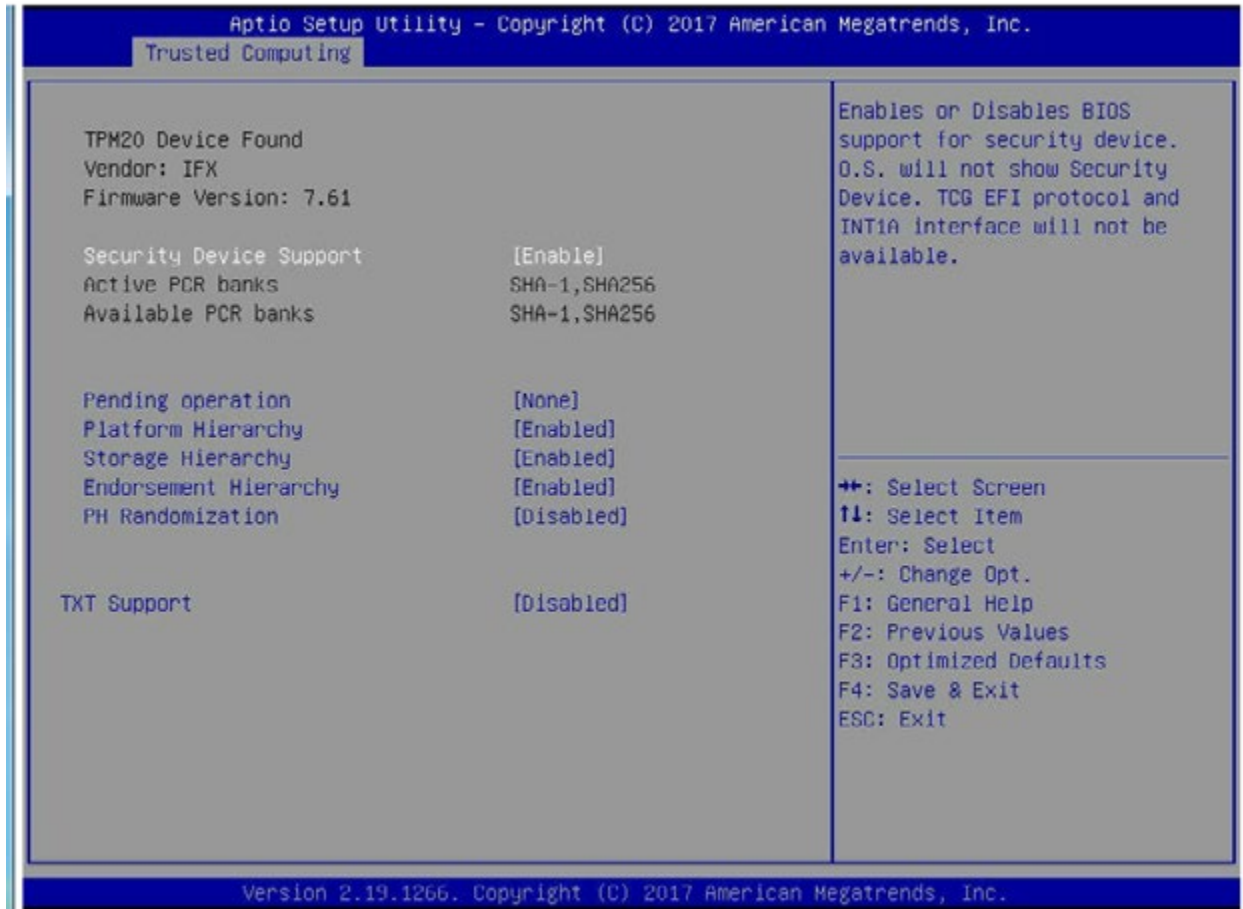 Aptio Setup Utility – Copyright (C) 2017 American Megatrends, Inc.
Trusted Computing
TPM20 Device Found
Vendor: IFX
Firmware Version: 7.61
Security Device Support [Enable]
Active PCR banks SHA-1,SHA256
Available PCR banks SHA-1,SHA256
Pending operation [None]
Platform Hierarchy [Enabled]
Storage Hierarchy [Enabled]
Endorsement Hierarchy [Enabled]
PH Randomization [Disabled]
TXT Support [Disabled]
Enables or Disables BIOS
support for security device.
O.S. will not show Security
Device. TCG EFI protocol and
INT1A interface will not be
available.
→←: Select Screen
↑↓: Select Item
Enter: Select
+/-: Change Opt.
F1: General Help
F2: Previous Values
F3: Optimized Defaults
F4: Save & Exit
ESC: Exit
Version 2.19.1266. Copyright (C) 2017 American Megatrends, Inc.